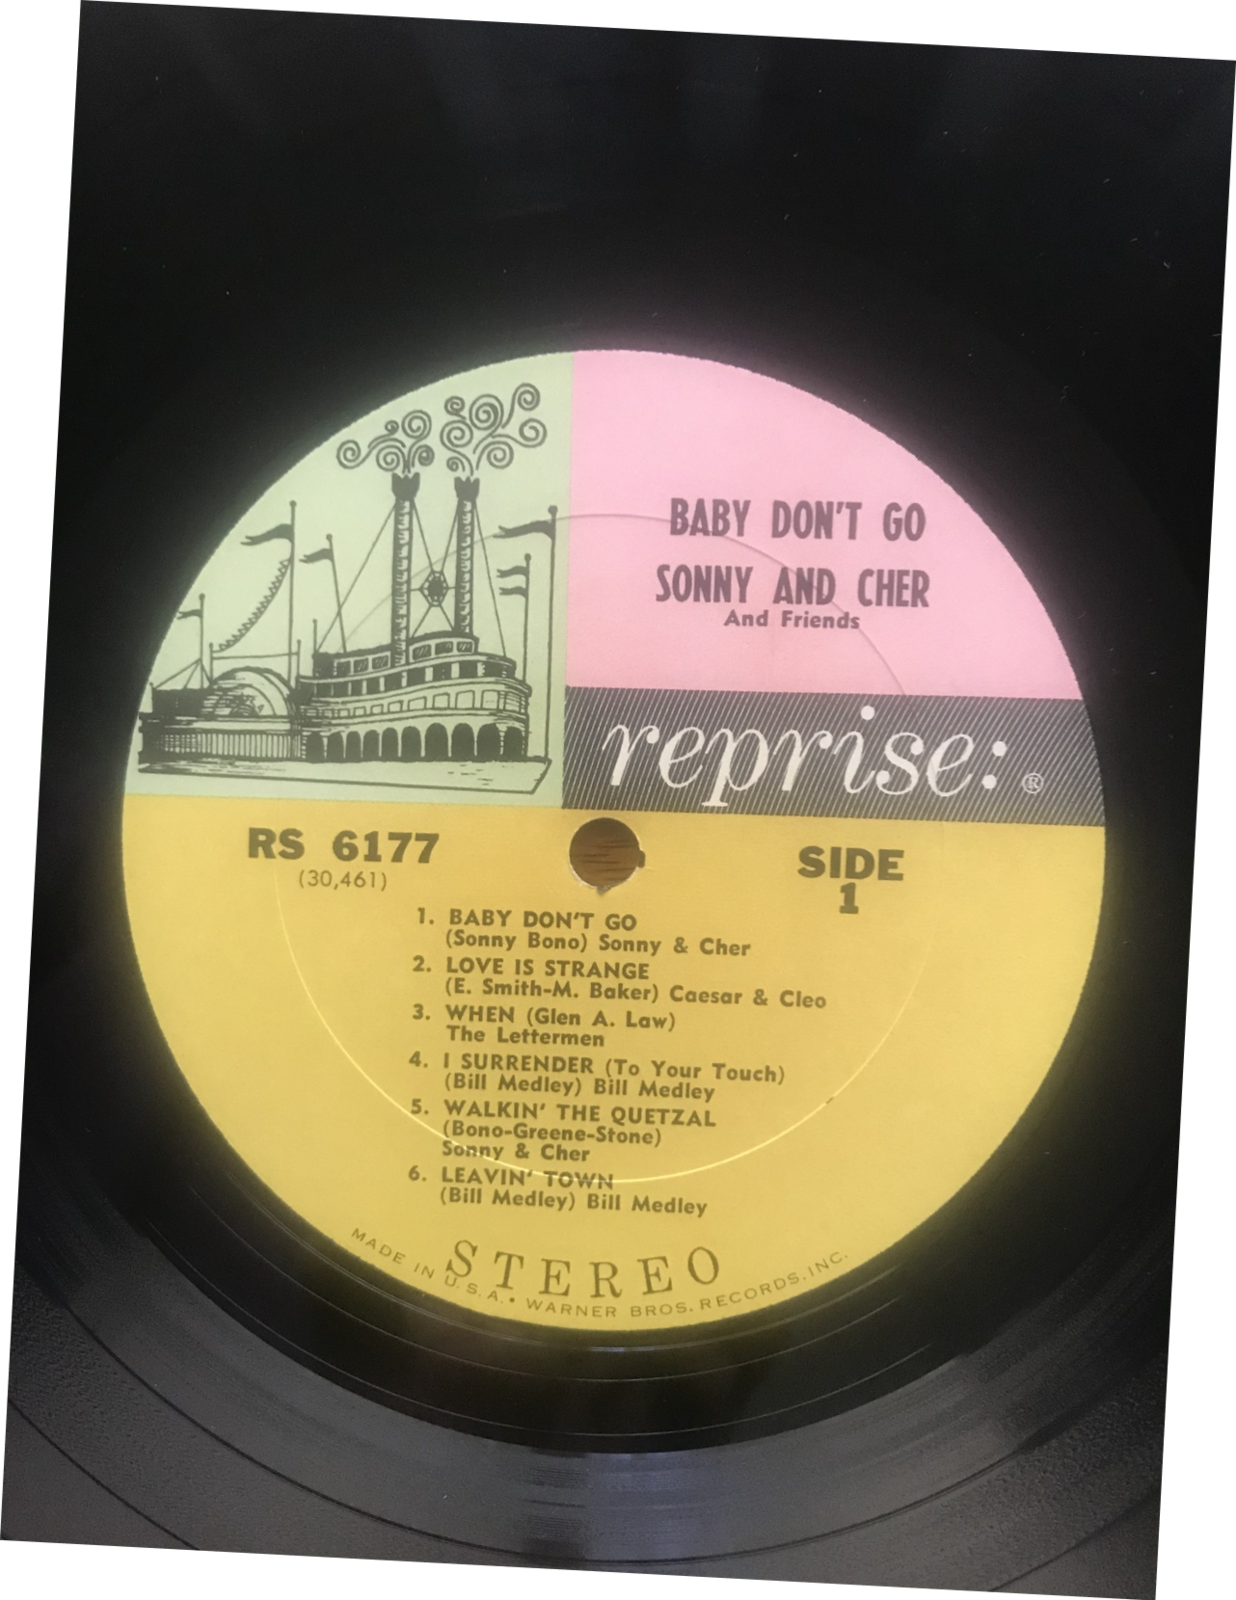 BABY DON'T GO
SONNY AND CHER
And Friends
reprise: ®
RS 6177
(30,461)
SIDE
1
1. BABY DON'T GO
(Sonny Bono) Sonny & Cher
2. LOVE IS STRANGE
(E. Smith-M. Baker) Caesar & Cleo
3. WHEN (Glen A. Law)
The Lettermen
4. I SURRENDER (To Your Touch)
(Bill Medley) Bill Medley
5. WALKIN' THE QUETZAL
(Bono-Greene-Stone)
Sonny & Cher
6. LEAVIN' TOWN
(Bill Medley) Bill Medley
STEREO
MADE IN U.S.A. • WARNER BROS. RECORDS, INC.